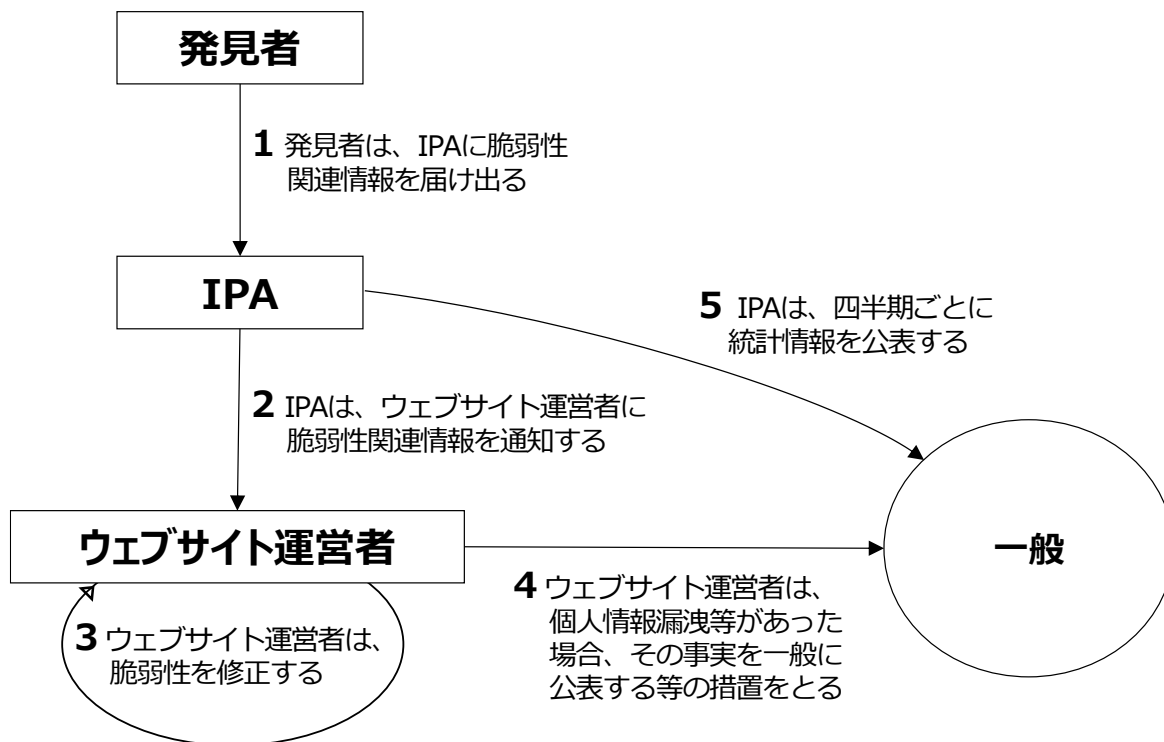 発見者
1 発見者は、IPAに脆弱性
関連情報を届け出る
IPA
5 IPAは、四半期ごとに
統計情報を公表する
2 IPAは、ウェブサイト運営者に
脆弱性関連情報を通知する
ウェブサイト運営者
一般
3 ウェブサイト運営者は、
脆弱性を修正する
4 ウェブサイト運営者は、
個人情報漏洩等があった
場合、その事実を一般に
公表する等の措置をとる